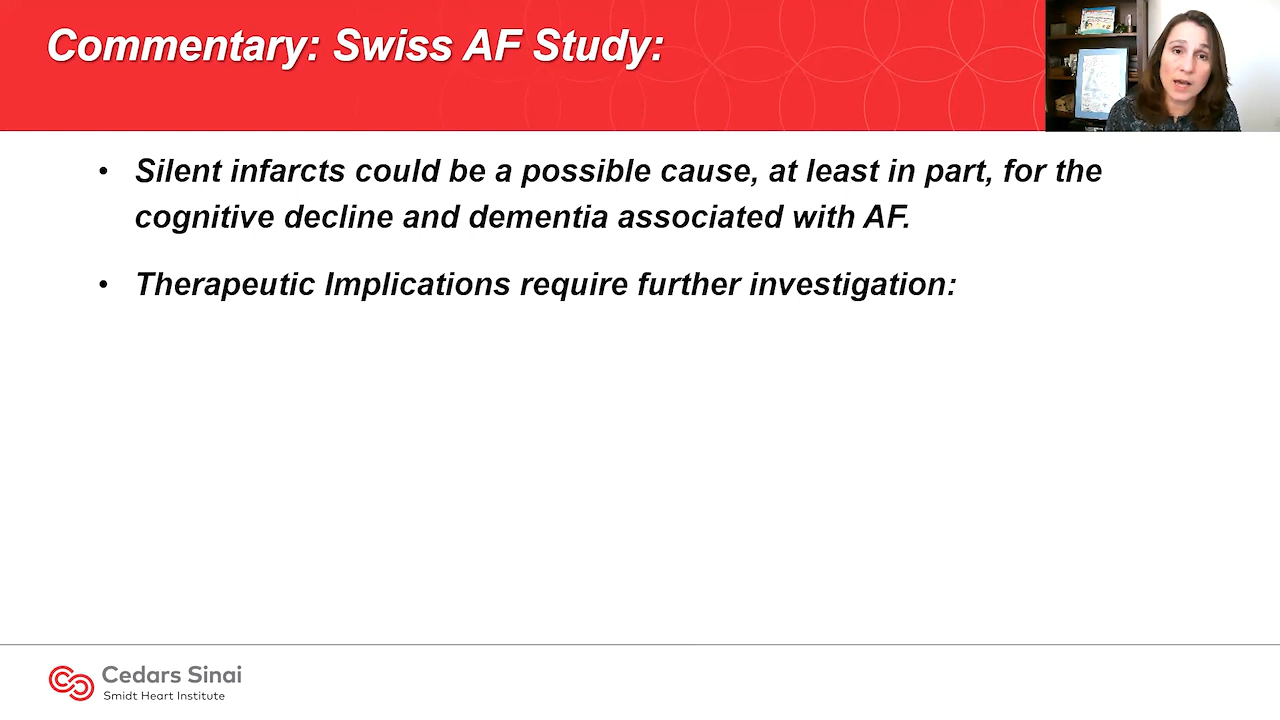 Commentary: Swiss AF Study:
• Silent infarcts could be a possible cause, at least in part, for the
cognitive decline and dementia associated with AF.
• Therapeutic Implications require further investigation:
Cedars Sinai
Smidt Heart Institute